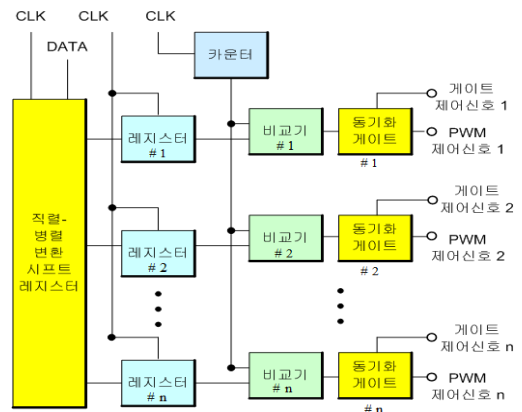 CLK
CLK
CLK
DATA
카운터
직렬-
병렬
변환
시프트
레지스터
레지스터
# 1
비교기
# 1
동기화
게이트
# 1
게이트
제어신호 1
PWM
제어신호 1
레지스터
# 2
비교기
# 2
동기화
게이트
# 2
게이트
제어신호 2
PWM
제어신호 2
레지스터
# n
비교기
# n
동기화
게이트
# n
게이트
제어신호 n
PWM
제어신호 n